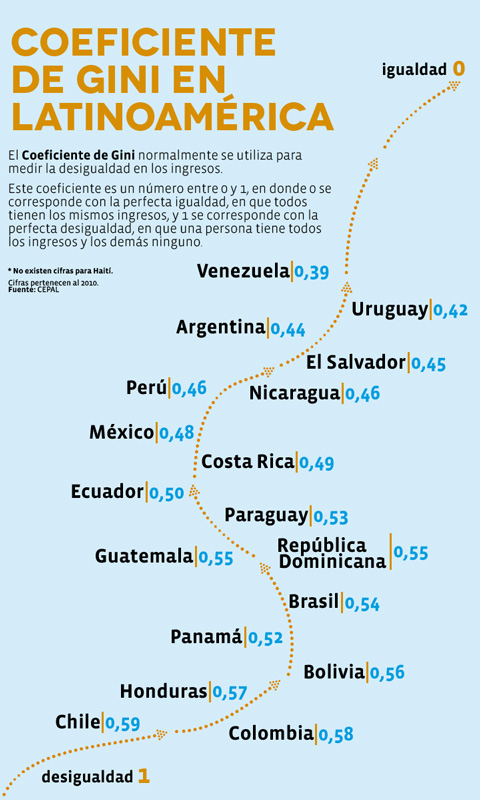 COEFICIENTE
DE GINI EN
LATINOAMÉRICA
igualdad 0
El Coeficiente de Gini normalmente se utiliza para
medir la desigualdad en los ingresos.
Este coeficiente es un número entre 0 y 1, en donde 0 se
corresponde con la perfecta igualdad, en que todos
tienen los mismos ingresos, y 1 se corresponde con la
perfecta desigualdad, en que una persona tiene todos
los ingresos y los demás ninguno.
* No existen cifras para Haití.
Cifras pertenecen al 2010.
Fuente: CEPAL
Venezuela|0,39
Uruguay|0,42
Argentina|0,44
El Salvador|0,45
Perú|0,46
Nicaragua|0,46
México|0,48
Costa Rica|0,49
Ecuador|0,50
Paraguay|0,53
Guatemala|0,55
República
Dominicana|0,55
Brasil|0,54
Panamá|0,52
Bolivia|0,56
Honduras|0,57
Chile|0,59
Colombia|0,58
desigualdad 1